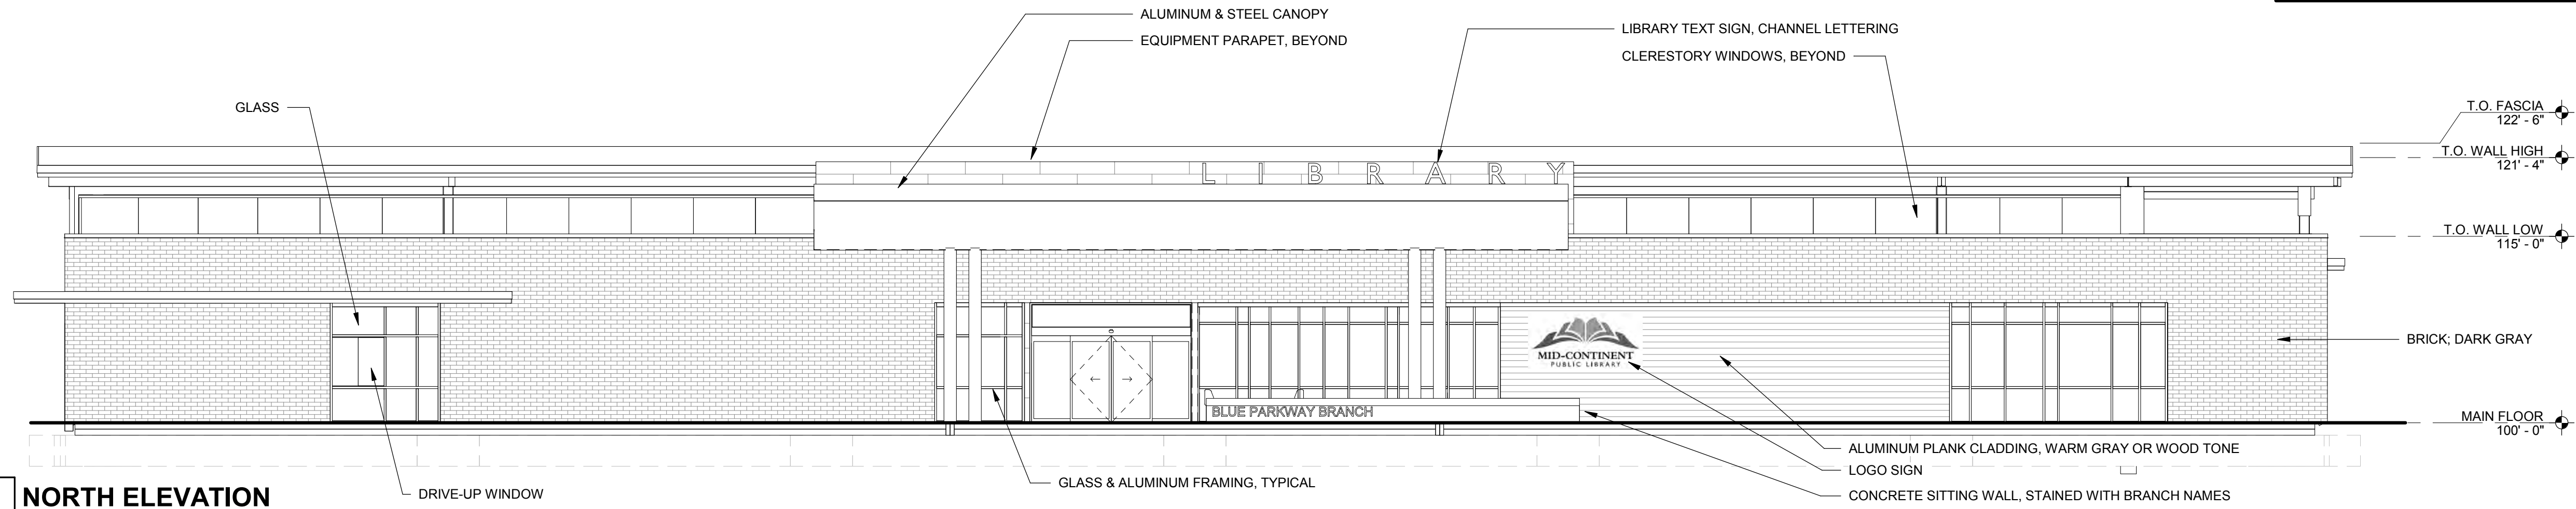 ALUMINUM & STEEL CANOPY
EQUIPMENT PARAPET, BEYOND
LIBRARY TEXT SIGN, CHANNEL LETTERING
CLERESTORY WINDOWS, BEYOND
GLASS
T.O. FASCIA
122' - 6"
T.O. WALL HIGH
121' - 4"
LIBRARY
T.O. WALL LOW
115' - 0"
BRICK; DARK GRAY
MID-CONTINENT
PUBLIC LIBRARY
BLUE PARKWAY BRANCH
MAIN FLOOR
100' - 0"
ALUMINUM PLANK CLADDING, WARM GRAY OR WOOD TONE
LOGO SIGN
GLASS & ALUMINUM FRAMING, TYPICAL
DRIVE-UP WINDOW
CONCRETE SITTING WALL, STAINED WITH BRANCH NAMES
NORTH ELEVATION